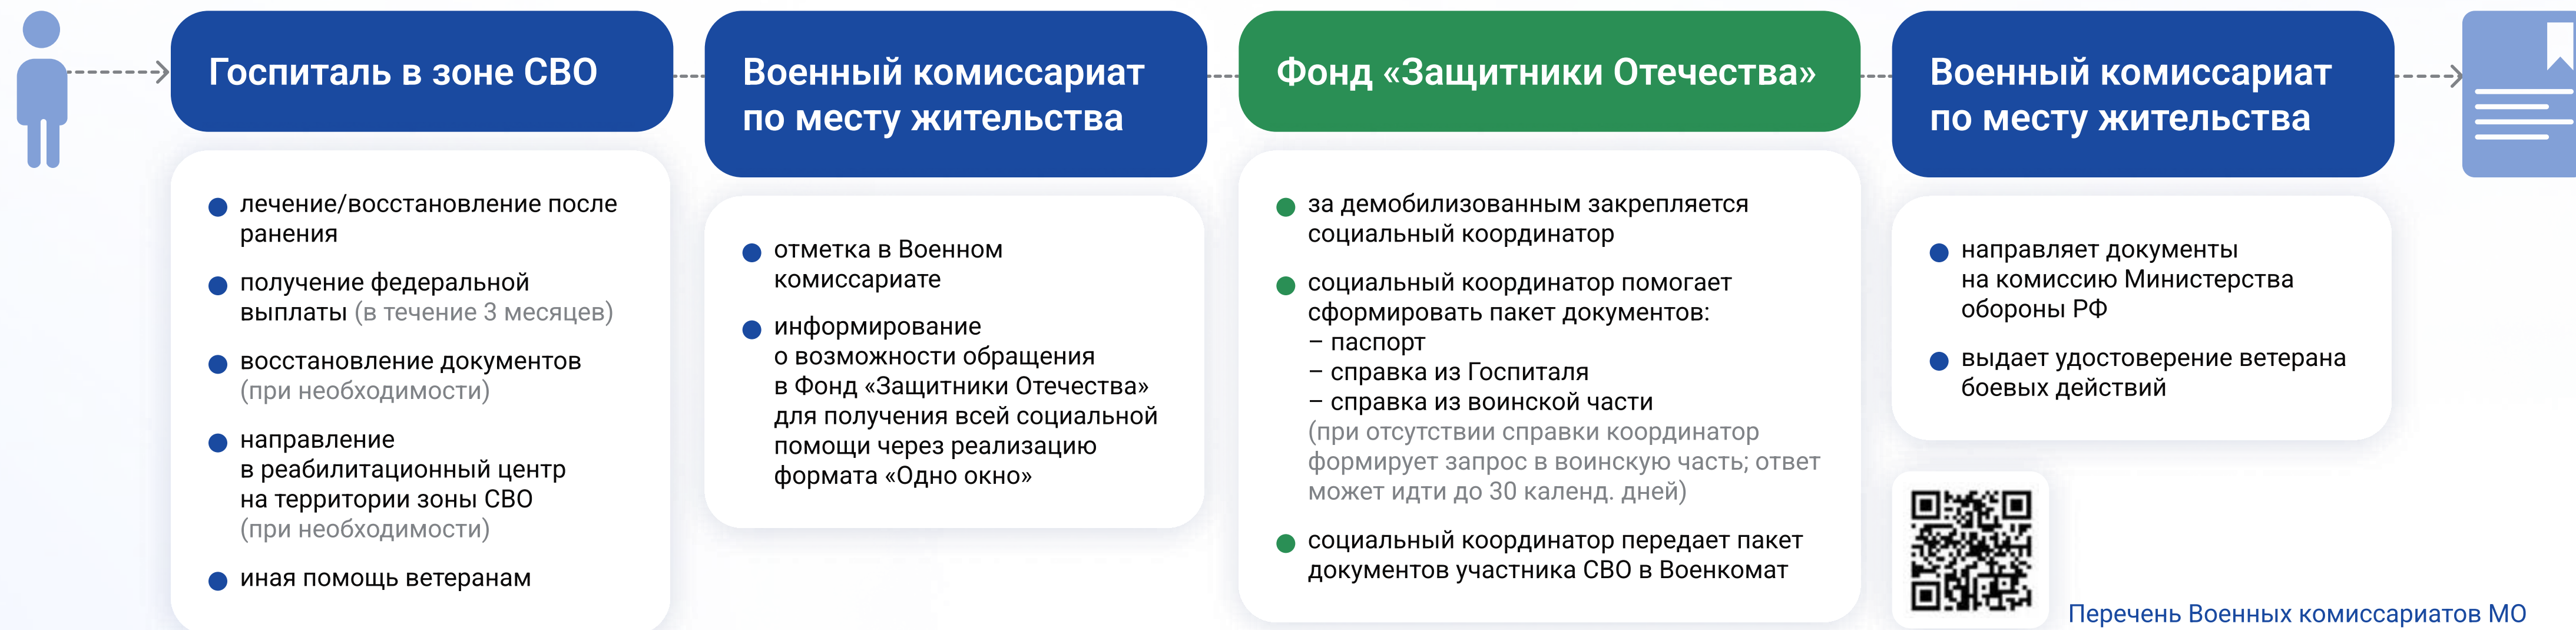 Госпиталь в зоне СВО
лечение/восстановление после
ранения
получение федеральной
выплаты (в течение 3 месяцев)
восстановление документов
(при необходимости)
направление
в реабилитационный центр
на территории зоны СВО
(при необходимости)
иная помощь ветеранам
Военный комиссариат
по месту жительства
отметка в Военном
комиссариате
информирование
о возможности обращения
в Фонд «Защитники Отечества»
для получения всей социальной
помощи через реализацию
формата «Одно окно»
Фонд «Защитники Отечества»
за демобилизованным закрепляется
социальный координатор
социальный координатор помогает
сформировать пакет документов:
– паспорт
– справка из Госпиталя
– справка из воинской части
(при отсутствии справки координатор
формирует запрос в воинскую часть; ответ
может идти до 30 календ. дней)
социальный координатор передает пакет
документов участника СВО в Военкомат
Военный комиссариат
по месту жительства
направляет документы
на комиссию Министерства
обороны РФ
выдает удостоверение ветерана
боевых действий
Перечень Военных комиссариатов МО